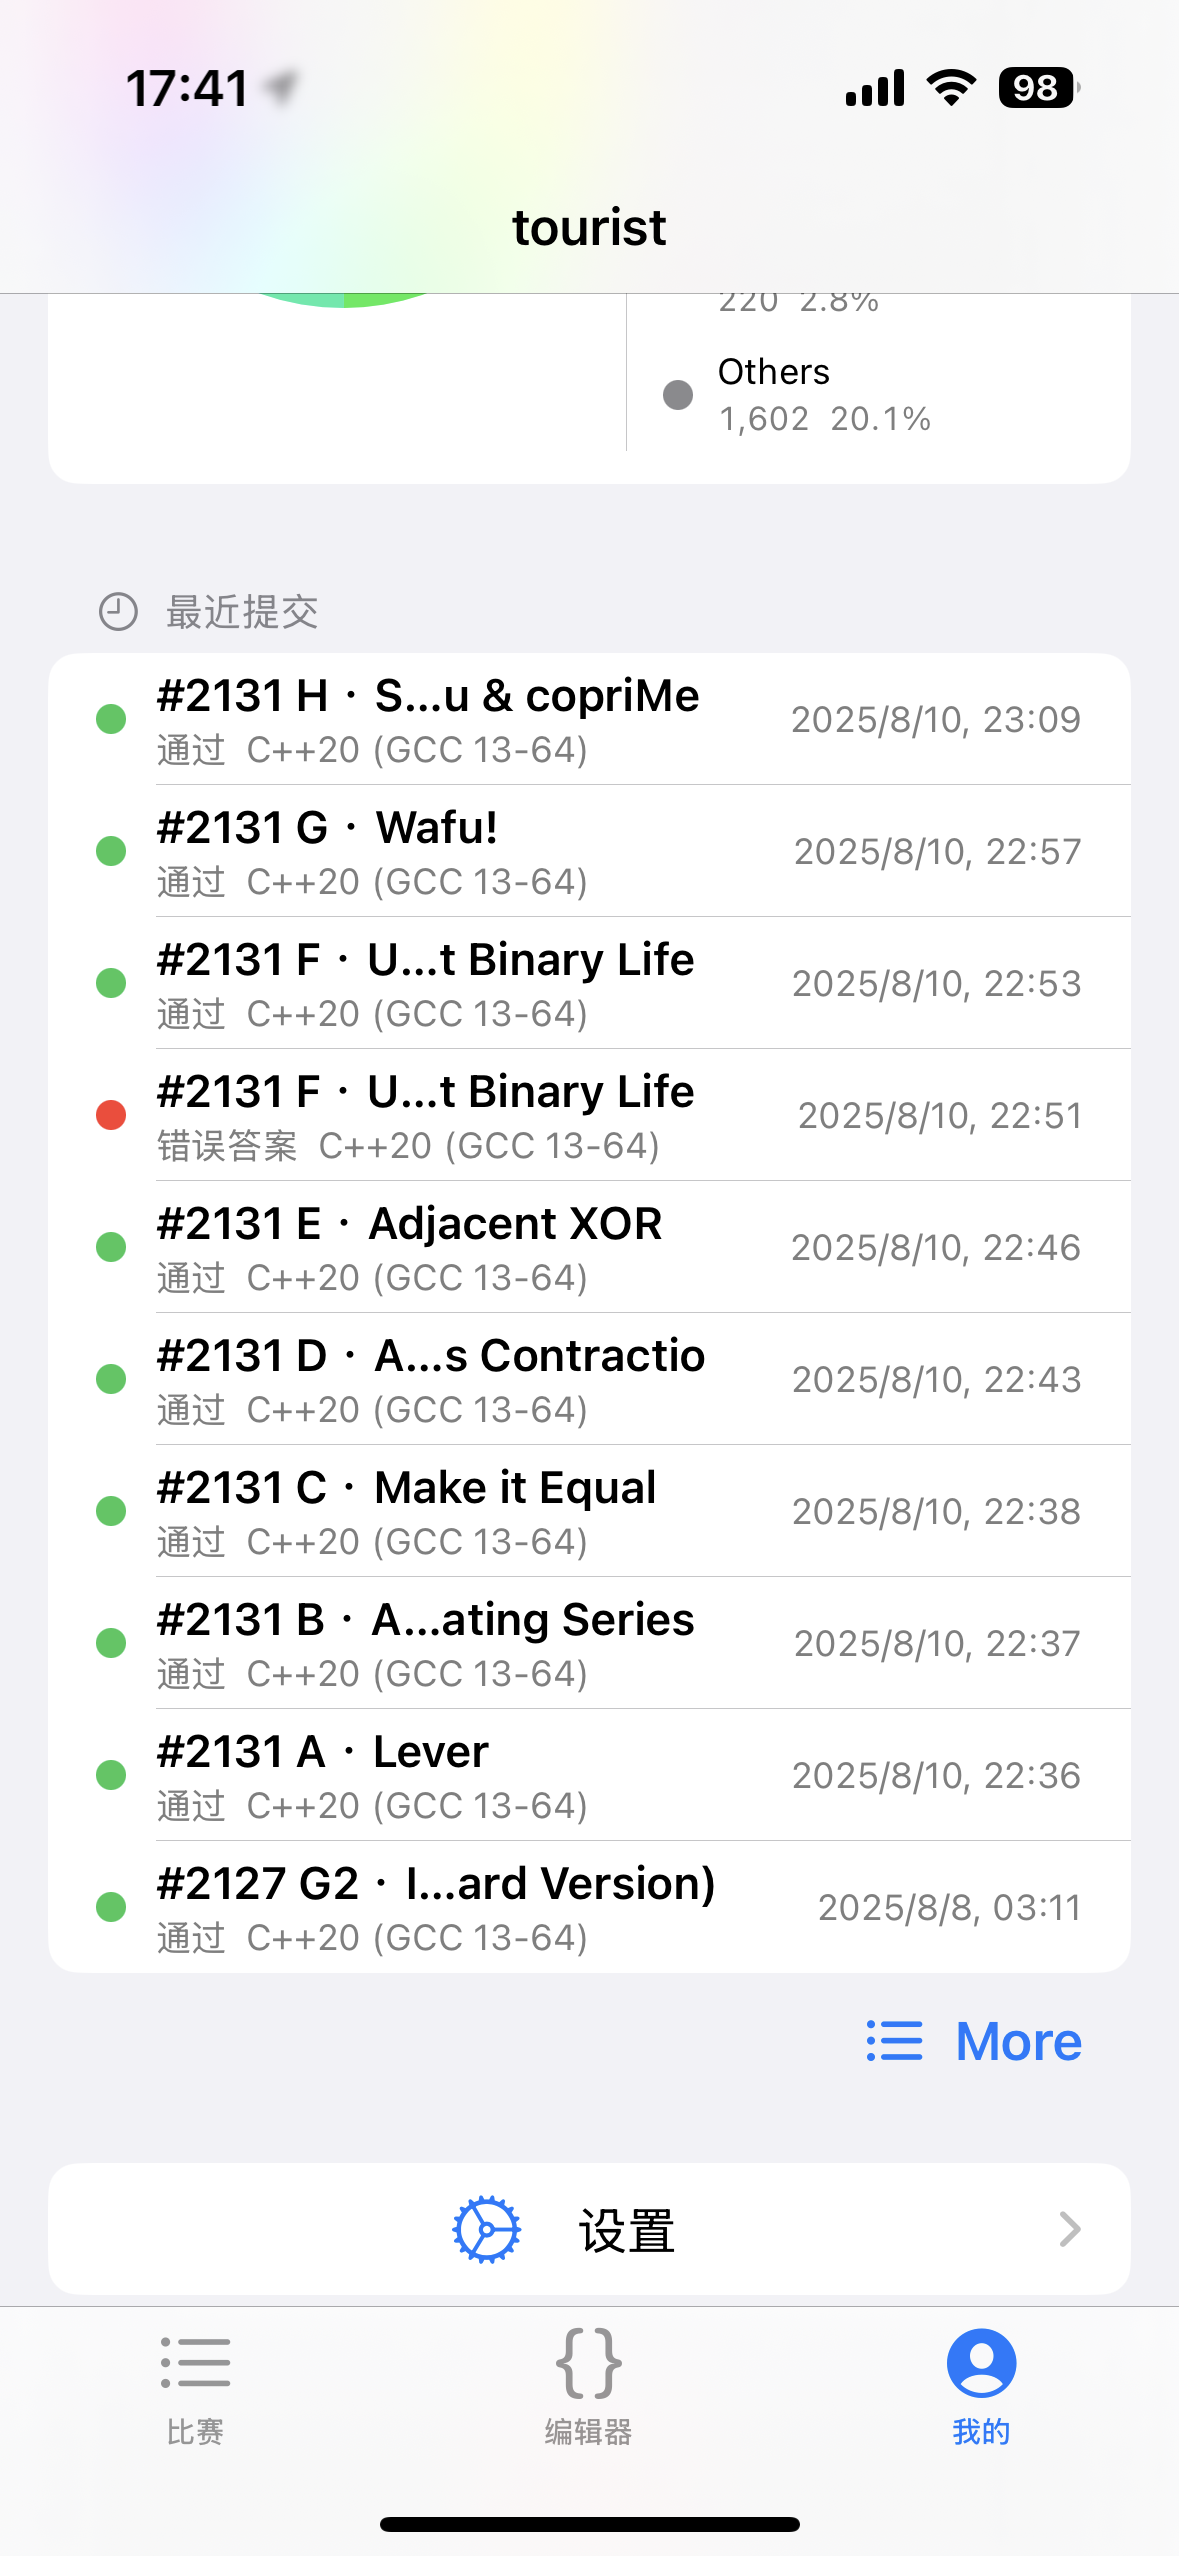 17:41
98
tourist
220 2.8%
Others
1,602 20.1%
最近提交
#2131 H · S...u & copriMe
通过 C++20 (GCC 13-64)
2025/8/10, 23:09
#2131 G · Wafu!
通过 C++20 (GCC 13-64)
2025/8/10, 22:57
#2131 F · U...t Binary Life
通过 C++20 (GCC 13-64)
2025/8/10, 22:53
#2131 F · U...t Binary Life
错误答案 C++20 (GCC 13-64)
2025/8/10, 22:51
#2131 E · Adjacent XOR
通过 C++20 (GCC 13-64)
2025/8/10, 22:46
#2131 D · A...s Contractio
通过 C++20 (GCC 13-64)
2025/8/10, 22:43
#2131 C · Make it Equal
通过 C++20 (GCC 13-64)
2025/8/10, 22:38
#2131 B · A...ating Series
通过 C++20 (GCC 13-64)
2025/8/10, 22:37
#2131 A · Lever
通过 C++20 (GCC 13-64)
2025/8/10, 22:36
#2127 G2 · I...ard Version)
通过 C++20 (GCC 13-64)
2025/8/8, 03:11
More
设置
比赛
编辑器
我的